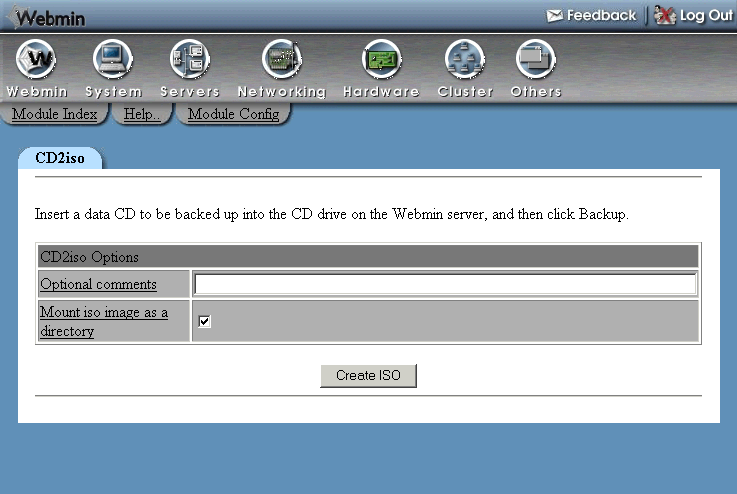 Webmin
Feedback
Log Out
Webmin System Servers Networking Hardware Cluster Others
Module Index Help.. Module Config
CD2iso
Insert a data CD to be backed up into the CD drive on the Webmin server, and then click Backup.
CD2iso Options
Optional comments
Mount iso image as a
directory
Create ISO